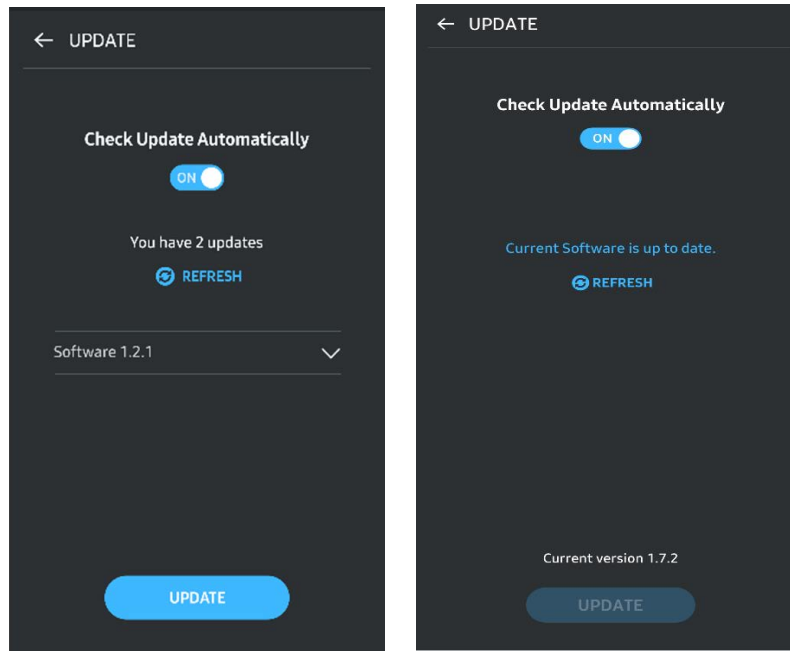 UPDATE
Check Update Automatically
ON
You have 2 updates
REFRESH
Software 1.2.1
UPDATE
UPDATE
Check Update Automatically
ON
Current Software is up to date.
REFRESH
Current version 1.7.2
UPDATE